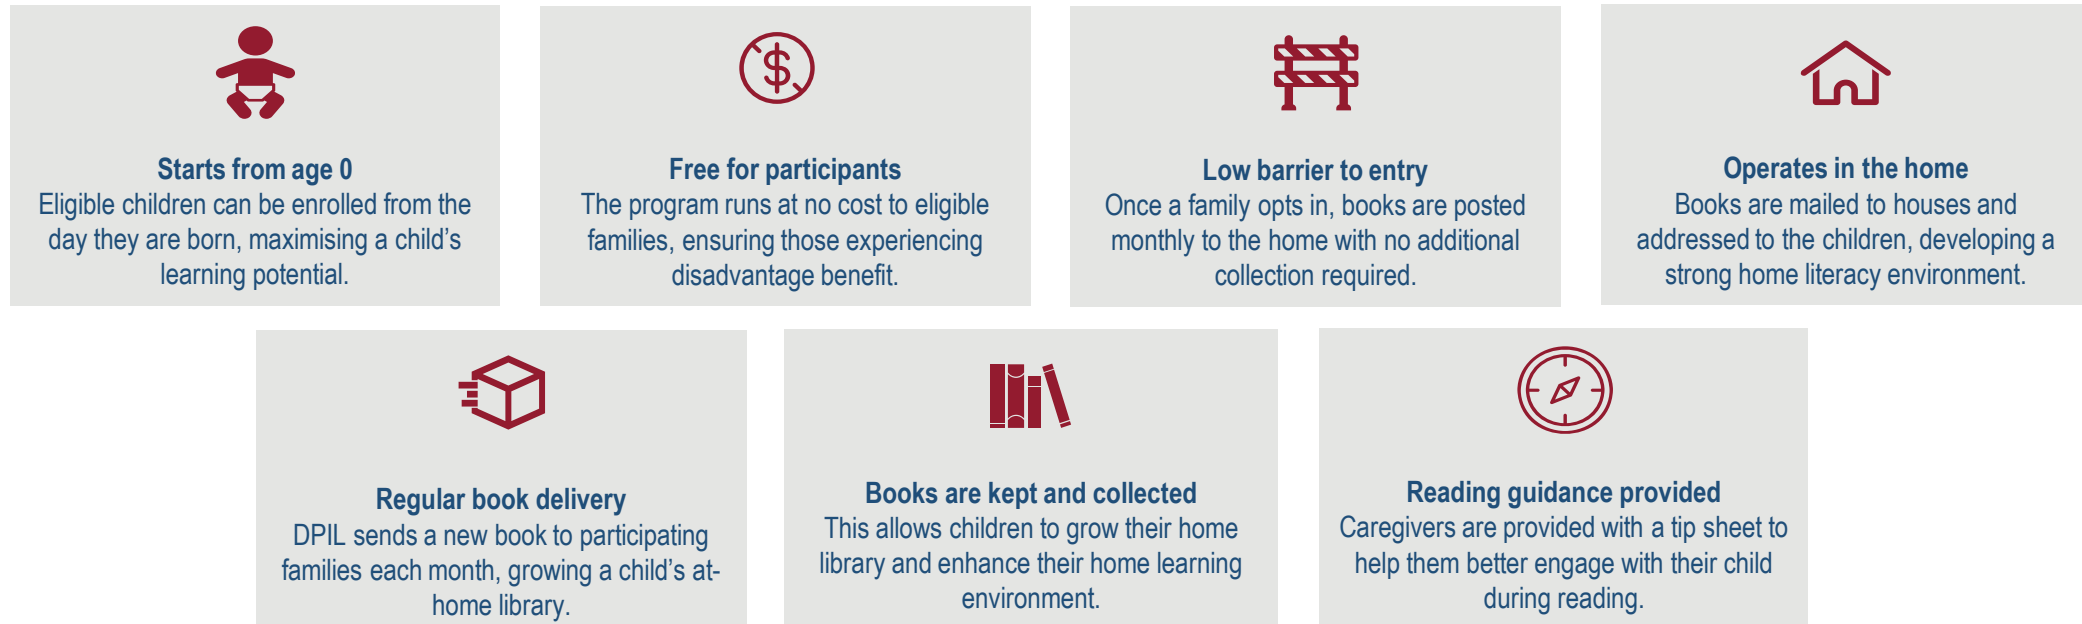 Starts from age 0
Eligible children can be enrolled from the
day they are born, maximising a child’s
learning potential.
Free for participants
The program runs at no cost to eligible
families, ensuring those experiencing
disadvantage benefit.
Low barrier to entry
Once a family opts in, books are posted
monthly to the home with no additional
collection required.
Operates in the home
Books are mailed to houses and
addressed to the children, developing a
strong home literacy environment.
Regular book delivery
DPIL sends a new book to participating
families each month, growing a child’s at-
home library.
Books are kept and collected
This allows children to grow their home
library and enhance their home learning
environment.
Reading guidance provided
Caregivers are provided with a tip sheet to
help them better engage with their child
during reading.